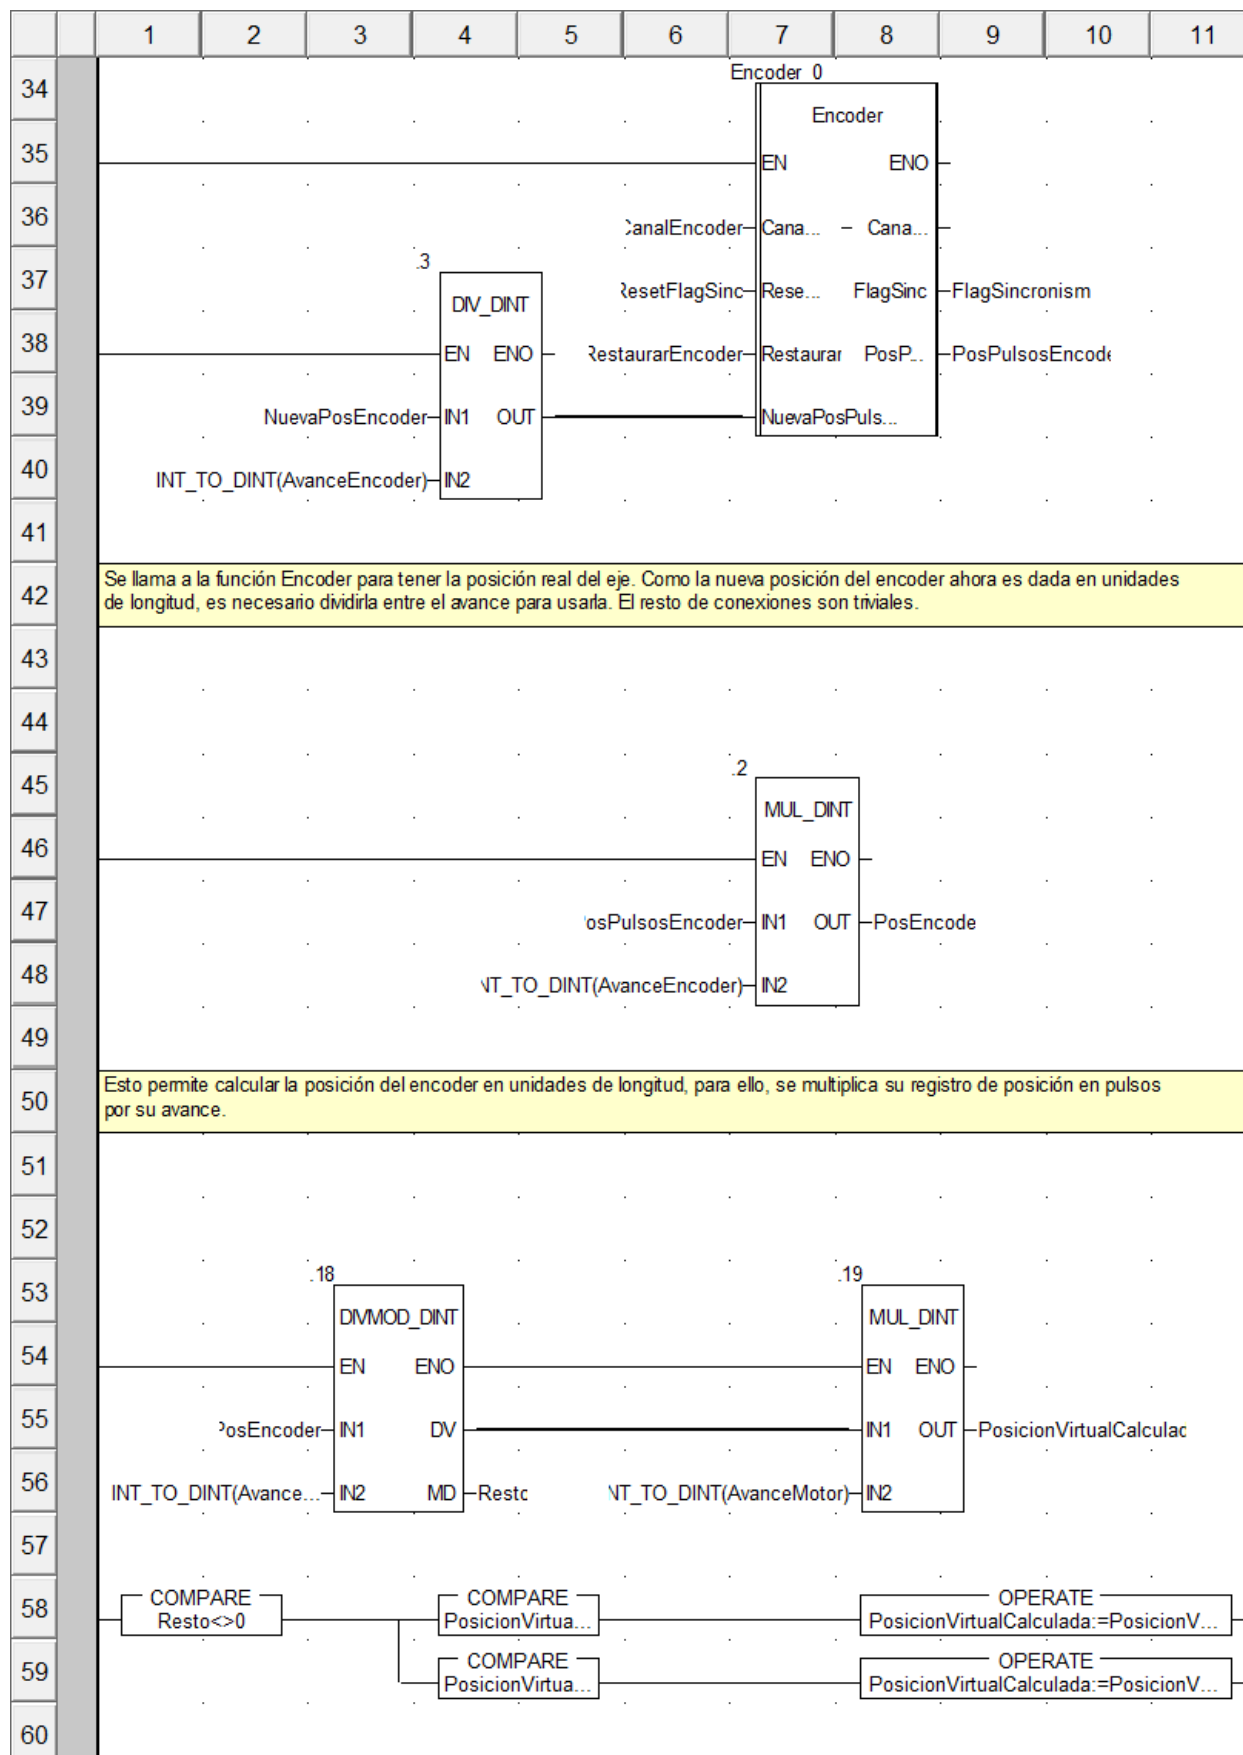 1 2 3 4 5 6 7 8 9 10 11
34
Encoder_0
Encoder
35
EN ENO
36
CanalEncoder Cana... Cana...
37
.3
DIV_DINT
ResetFlagSinc Rese... FlagSinc FlagSincronism
38
EN ENO
RestaurarEncoder Restaurar PosP... PosPulsosEncode
39
NuevaPosEncoder IN1 OUT
NuevaPosPuls...
40
INT_TO_DINT(AvanceEncoder) IN2
41
42
Se llama a la función Encoder para tener la posición real del eje. Como la nueva posición del encoder ahora es dada en unidades
de longitud, es necesario dividirla entre el avance para usarla. El resto de conexiones son triviales.
43
44
45
.2
MUL_DINT
46
EN ENO
47
osPulsosEncoder IN1 OUT PosEncode
48
NT_TO_DINT(AvanceEncoder) IN2
49
50
Esto permite calcular la posición del encoder en unidades de longitud, para ello, se multiplica su registro de posición en pulsos
por su avance.
51
52
53
.18 .19
DIVMOD_DINT MUL_DINT
54
EN ENO EN ENO
55
PosEncoder IN1 DV IN1 OUT PosicionVirtualCalculac
56
INT_TO_DINT(Avance... IN2 MD Resto NT_TO_DINT(AvanceMotor) IN2
57
58
COMPARE COMPARE OPERATE
Resto<>0 PosicionVirtua... PosicionVirtualCalculada:=PosicionV...
59
COMPARE OPERATE
PosicionVirtua... PosicionVirtualCalculada:=PosicionV...
60